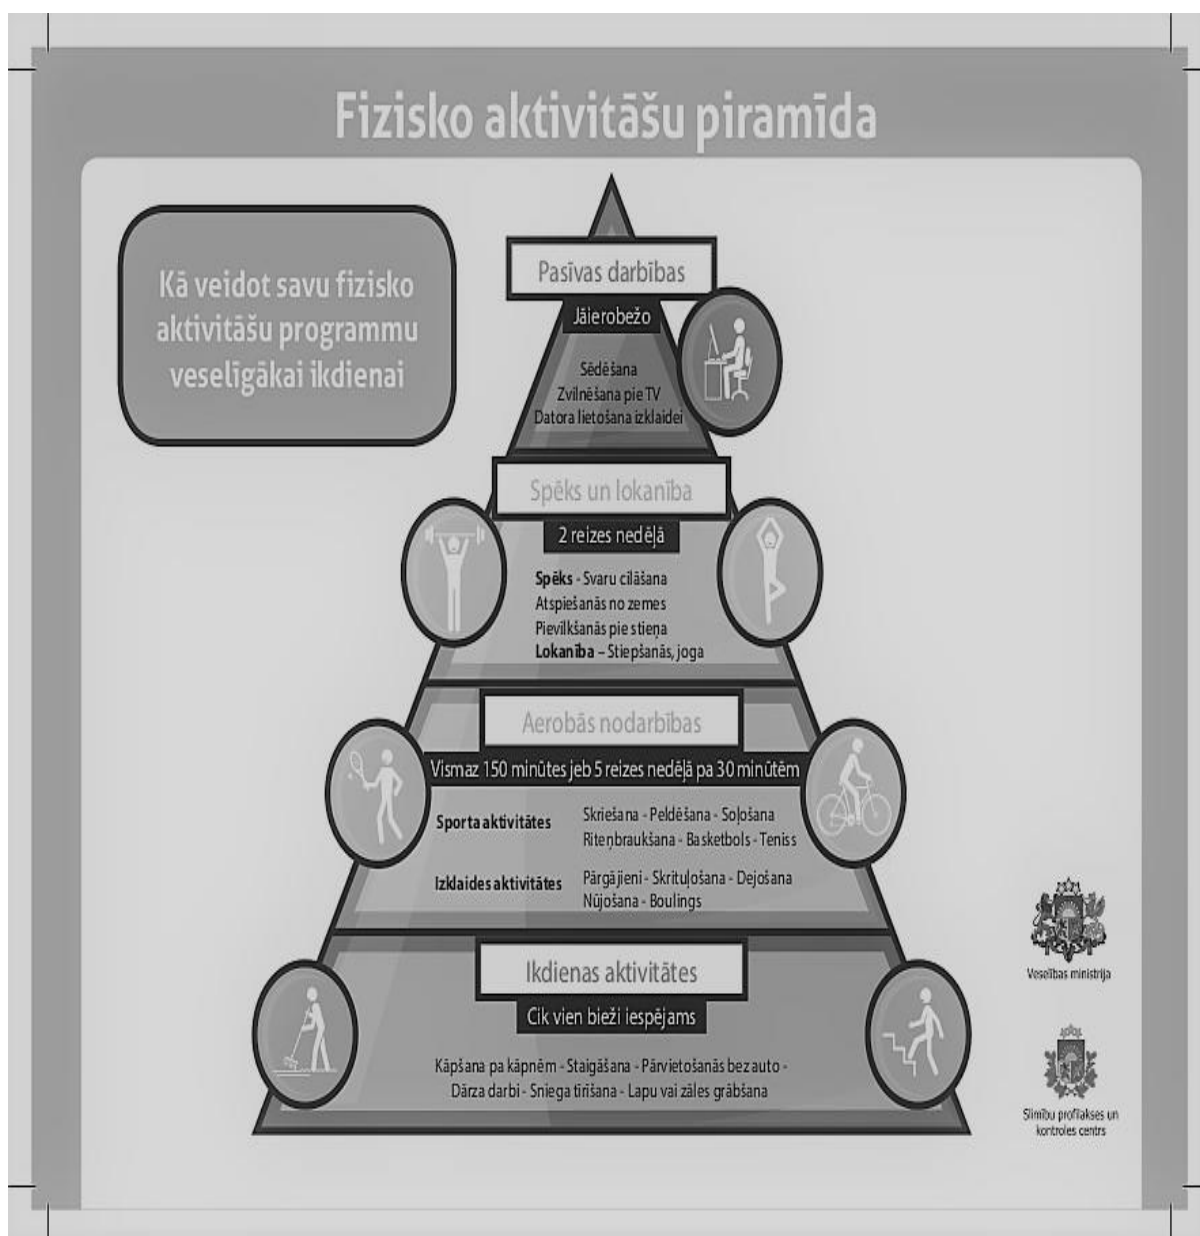 Fizisko aktivitāšu piramīda
Kā veidot savu fizisko
aktivitāšu programmu
veselīgākai ikdienai
Pasīvas darbības
Jāierobežo
Sēdēšana
Zvilnēšana pie TV
Datora lietošana izklaidei
Spēks un lokanība
2 reizes nedēļā
Spēks - Svaru cilāšana
Atspiešanās no zemes
Pievilkšanās pie stieņa
Lokanība – Stiepšanās, joga
Aerobās nodarbības
Vismaz 150 minūtes jeb 5 reizes nedēļā pa 30 minūtēm
Sporta aktivitātes
Skriešana - Peldēšana - Soļošana
Riteņbraukšana - Basketbols - Teniss
Izklaides aktivitātes
Pārgājieni - Skrituļošana - Dejošana
Nūjošana - Boulings
Ikdienas aktivitātes
Cik vien bieži iespējams
Kāpšana pa kāpnēm - Staigāšana - Pārvietošanās bez auto -
Dārza darbi - Sniega tīrīšana - Lapu vai zāles grābšana
Veselības ministrija
Slimību profilakses un
kontroles centrs